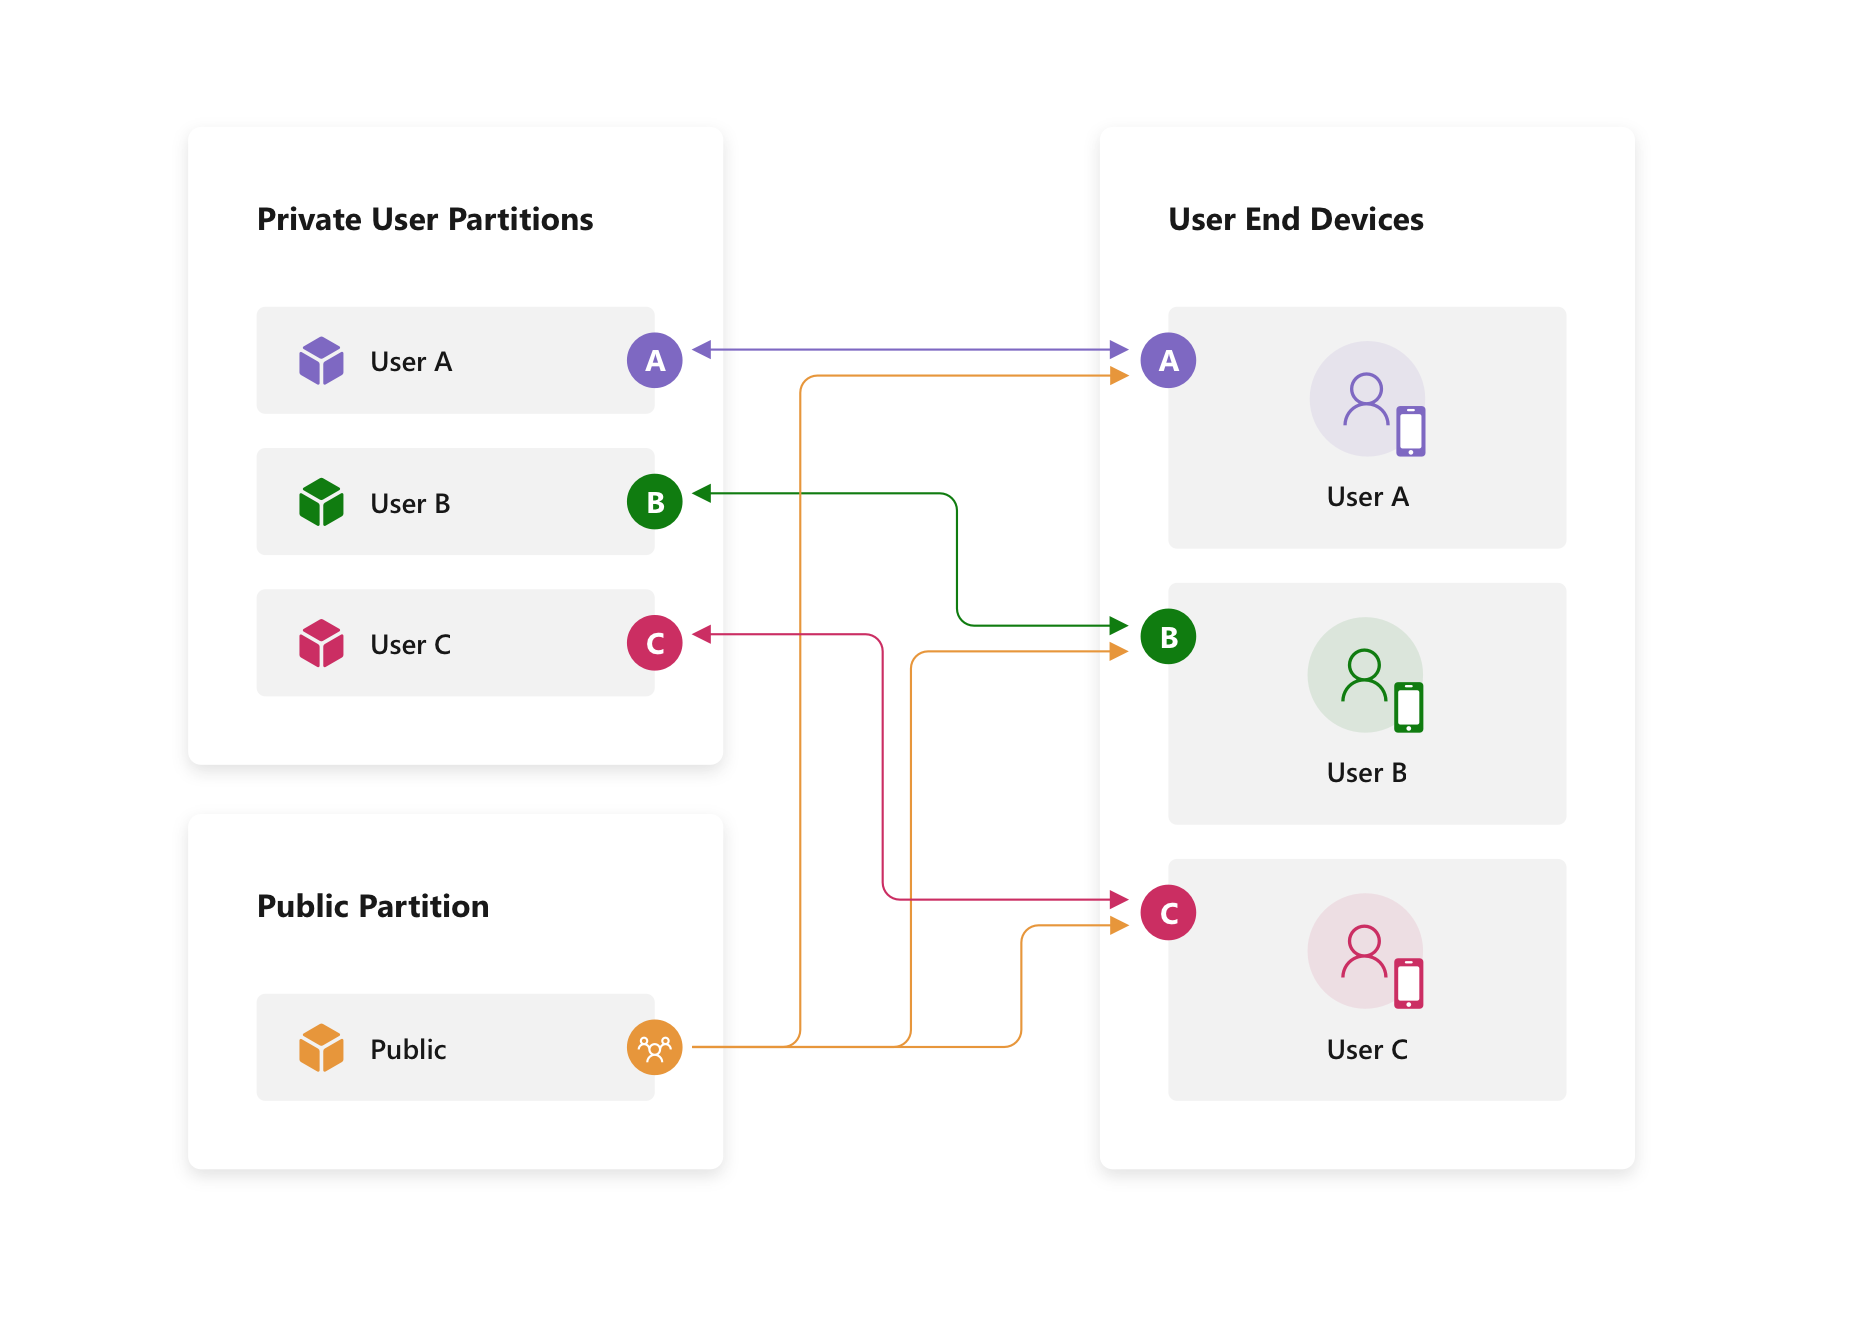 Private User Partitions
User A
A
User B
B
User C
C
Public Partition
Public
User End Devices
A
User A
B
User B
C
User C